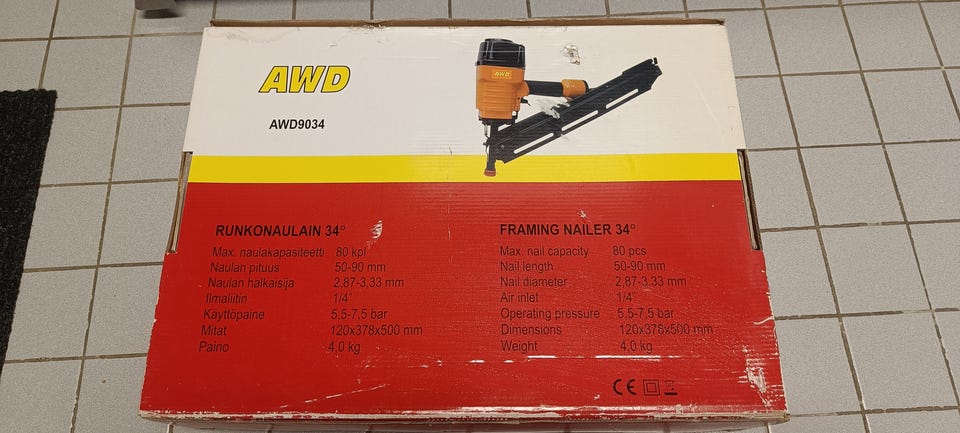 AWD
AWD
AWD9034
RUNKONAULAIN 34°
Max. naulakapasiteetti 80 kpl
Naulan pituus 50-90 mm
Naulan halkaisija 2,87-3,33 mm
Ilmaliitin 1/4"
Käyttöpaine 5,5-7,5 bar
Mitat 120x378x500 mm
Paino 4,0 kg
FRAMING NAILER 34°
Max. nail capacity 80 pcs
Nail length 50-90 mm
Nail diameter 2,87-3,33 mm
Air inlet 1/4"
Operating pressure 5,5-7,5 bar
Dimensions 120x378x500 mm
Weight 4,0 kg
CE